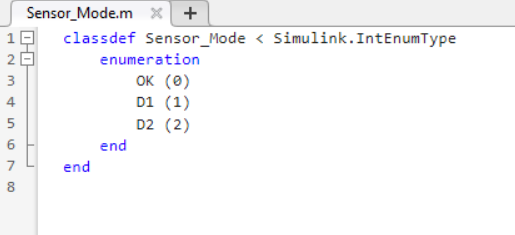 Sensor_Mode.m × +
1 classdef Sensor_Mode < Simulink.IntEnumType
2 enumeration
3 OK (0)
4 D1 (1)
5 D2 (2)
6 end
7 end
8